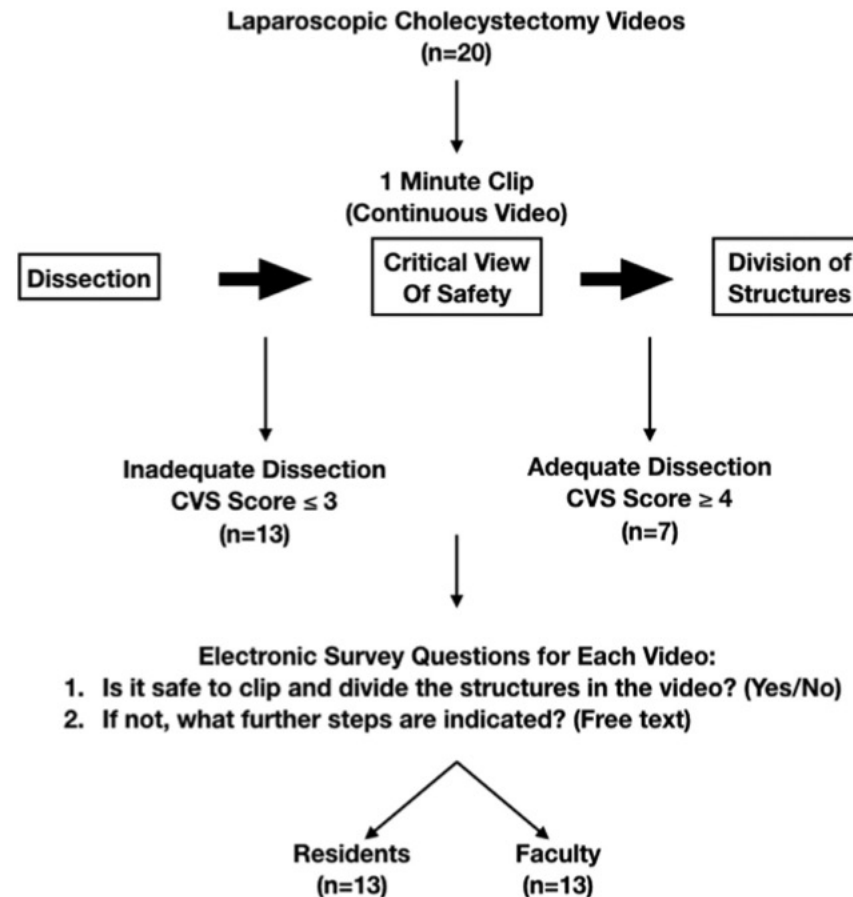 Laparoscopic Cholecystectomy Videos
(n=20)
1 Minute Clip
(Continuous Video)
Dissection
Critical View
Of Safety
Division of
Structures
Inadequate Dissection
CVS Score ≤ 3
(n=13)
Adequate Dissection
CVS Score ≥ 4
(n=7)
Electronic Survey Questions for Each Video:
1. Is it safe to clip and divide the structures in the video? (Yes/No)
2. If not, what further steps are indicated? (Free text)
Residents
(n=13)
Faculty
(n=13)